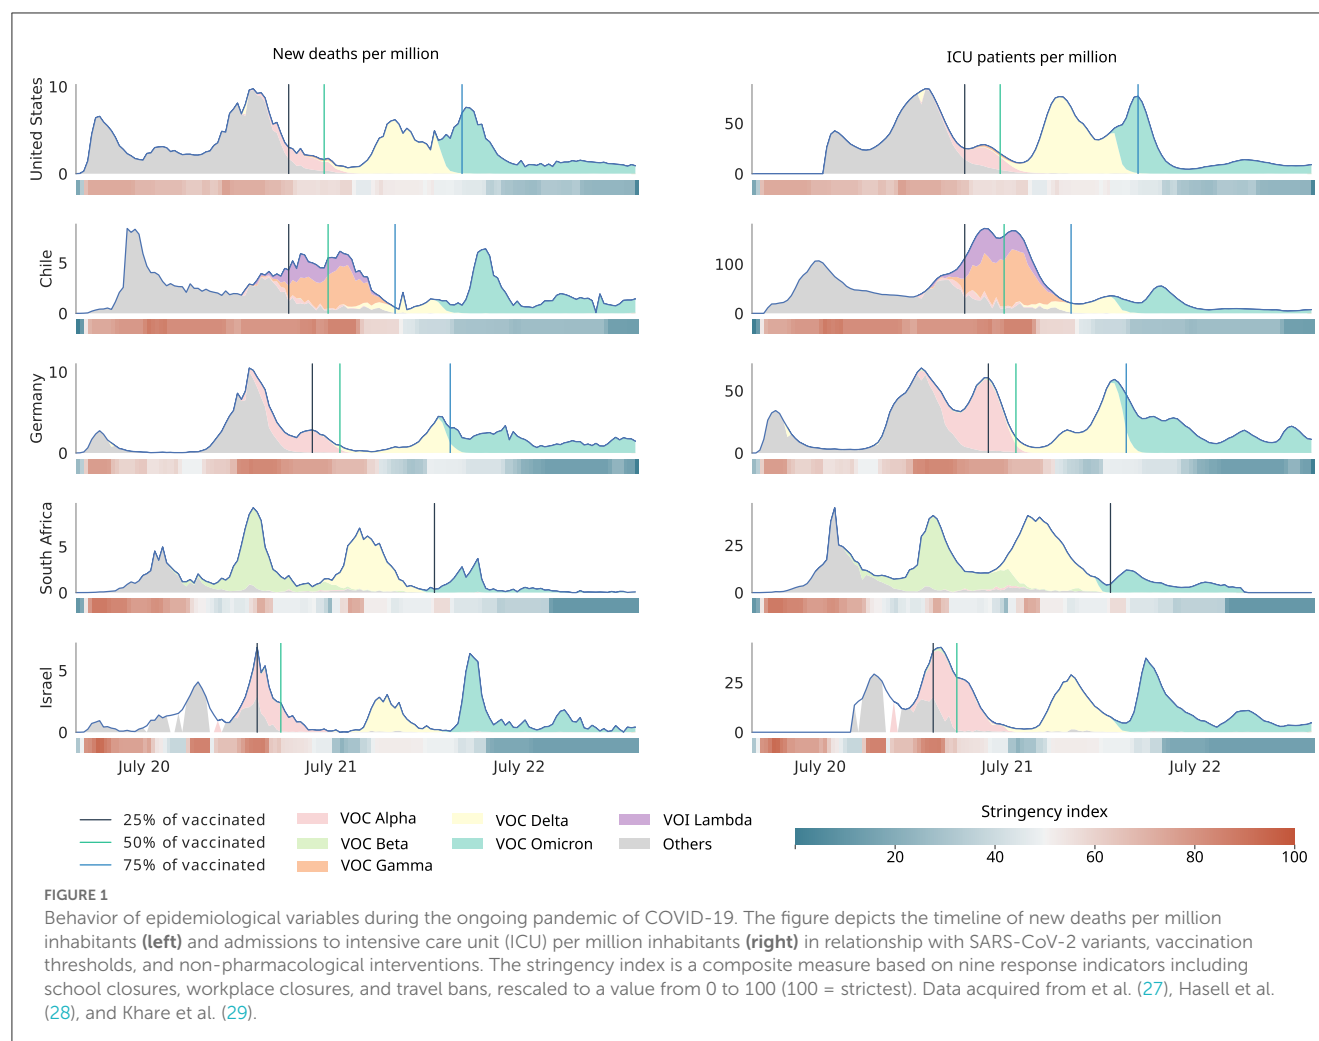 New deaths per million
ICU patients per million
United States
10
0
50
0
Chile
5
0
100
0
Germany
10
0
50
0
South Africa
5
0
25
0
Israel
5
0
25
0
July 20
July 21
July 22
July 20
July 21
July 22
25% of vaccinated
50% of vaccinated
75% of vaccinated
VOC Alpha
VOC Beta
VOC Gamma
VOC Delta
VOC Omicron
VOI Lambda
Others
Stringency index
20
40
60
80
100
FIGURE 1
Behavior of epidemiological variables during the ongoing pandemic of COVID-19. The figure depicts the timeline of new deaths per million
inhabitants (left) and admissions to intensive care unit (ICU) per million inhabitants (right) in relationship with SARS-CoV-2 variants, vaccination
thresholds, and non-pharmacological interventions. The stringency index is a composite measure based on nine response indicators including
school closures, workplace closures, and travel bans, rescaled to a value from 0 to 100 (100 = strictest). Data acquired from et al. (27), Hasell et al.
(28), and Khare et al. (29).